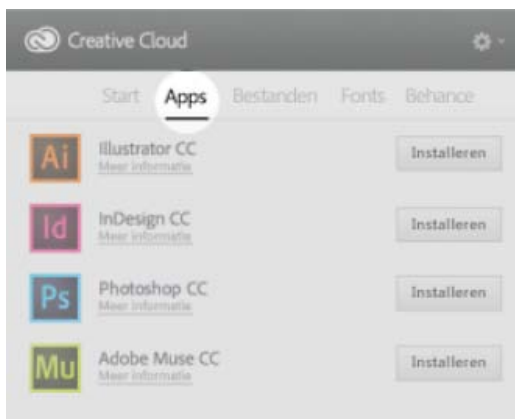 Creative Cloud
Start Apps Bestanden Fonts Behance
Ai Illustrator CC Installeren
Meer informatie
Id InDesign CC Installeren
Meer informatie
Ps Photoshop CC Installeren
Meer informatie
Mu Adobe Muse CC Installeren
Meer informatie